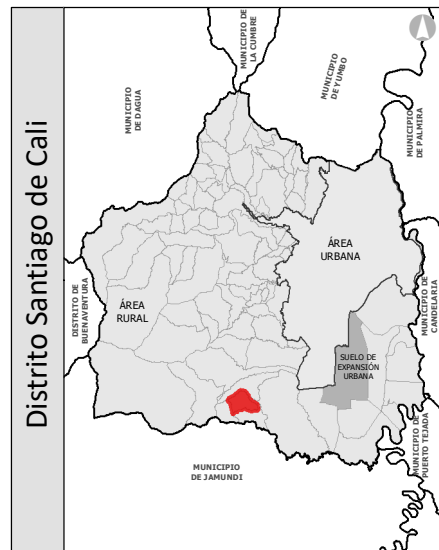 Distrito Santiago de Cali
MUNICIPIO
DE DAGUA
MUNICIPIO DE
LA CUMBRE
MUNICIPIO
DE YUMBO
MUNICIPIO
DE PALMIRA
ÁREA
URBANA
ÁREA
RURAL
DISTRITO DE
BUENAVENTURA
MUNICIPIO DE
CANDELARIA
SUELO DE
EXPANSIÓN
URBANA
MUNICIPIO DE
PUERTO TEJADA
MUNICIPIO
DE JAMUNDI